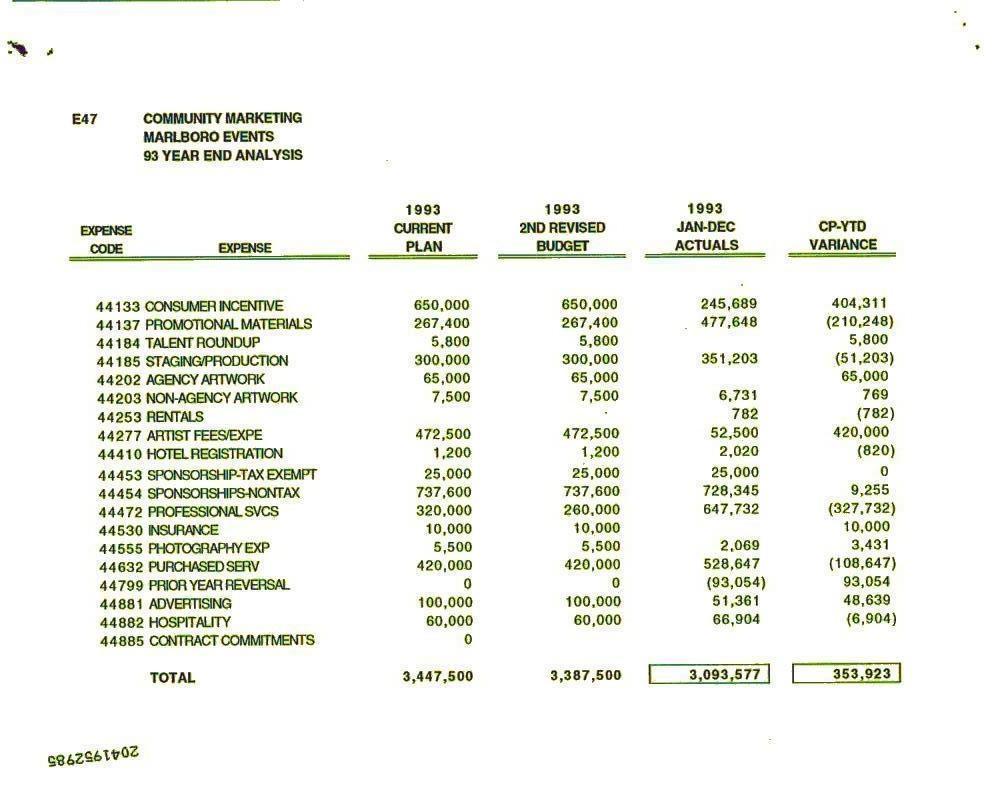 E47 COMMUNITY MARKETING
MARLBORO EVENTS
93 YEAR END ANALYSIS
1993 1993 1993
EXPENSE CURRENT 2ND REVISED JAN-DEC CP-YTD
CODE EXPENSE PLAN BUDGET ACTUALS VARIANCE
44133 CONSUMER INCENTIVE 650,000 650,000 245,689 404,311
44137 PROMOTIONAL MATERIALS 267,400 267,400 477,648 (210,248)
44184 TALENT ROUNDUP 5,800 5,800 5,800
44185 STAGING/PRODUCTION 300,000 300,000 351,203 (51,203)
44202 AGENCY ARTWORK 65,000 65,000 65,000
44203 NON-AGENCY ARTWORK 7,500 7,500 6,731 769
44253 RENTALS 782 (782)
44277 ARTIST FEES/EXPE 472,500 472,500 52,500 420,000
44410 HOTEL REGISTRATION 1,200 1,200 2,020 (820)
44453 SPONSORSHIP-TAX EXEMPT 25,000 25,000 25,000 0
44454 SPONSORSHIPS-NONTAX 737,600 737,600 728,345 9,255
44472 PROFESSIONAL SVCS 320,000 260,000 647,732 (327,732)
44530 INSURANCE 10,000 10,000 10,000
44555 PHOTOGRAPHY EXP 5,500 5,500 2,069 3,431
44632 PURCHASED SERV 420,000 420,000 528,647 (108,647)
44799 PRIOR YEAR REVERSAL 0 0 (93,054) 93,054
44881 ADVERTISING 100,000 100,000 51,361 48,639
44882 HOSPITALITY 60,000 60,000 66,904 (6,904)
44885 CONTRACT COMMITMENTS 0
TOTAL 3,447,500 3,387,500 3,093,577 353,923
2041952985